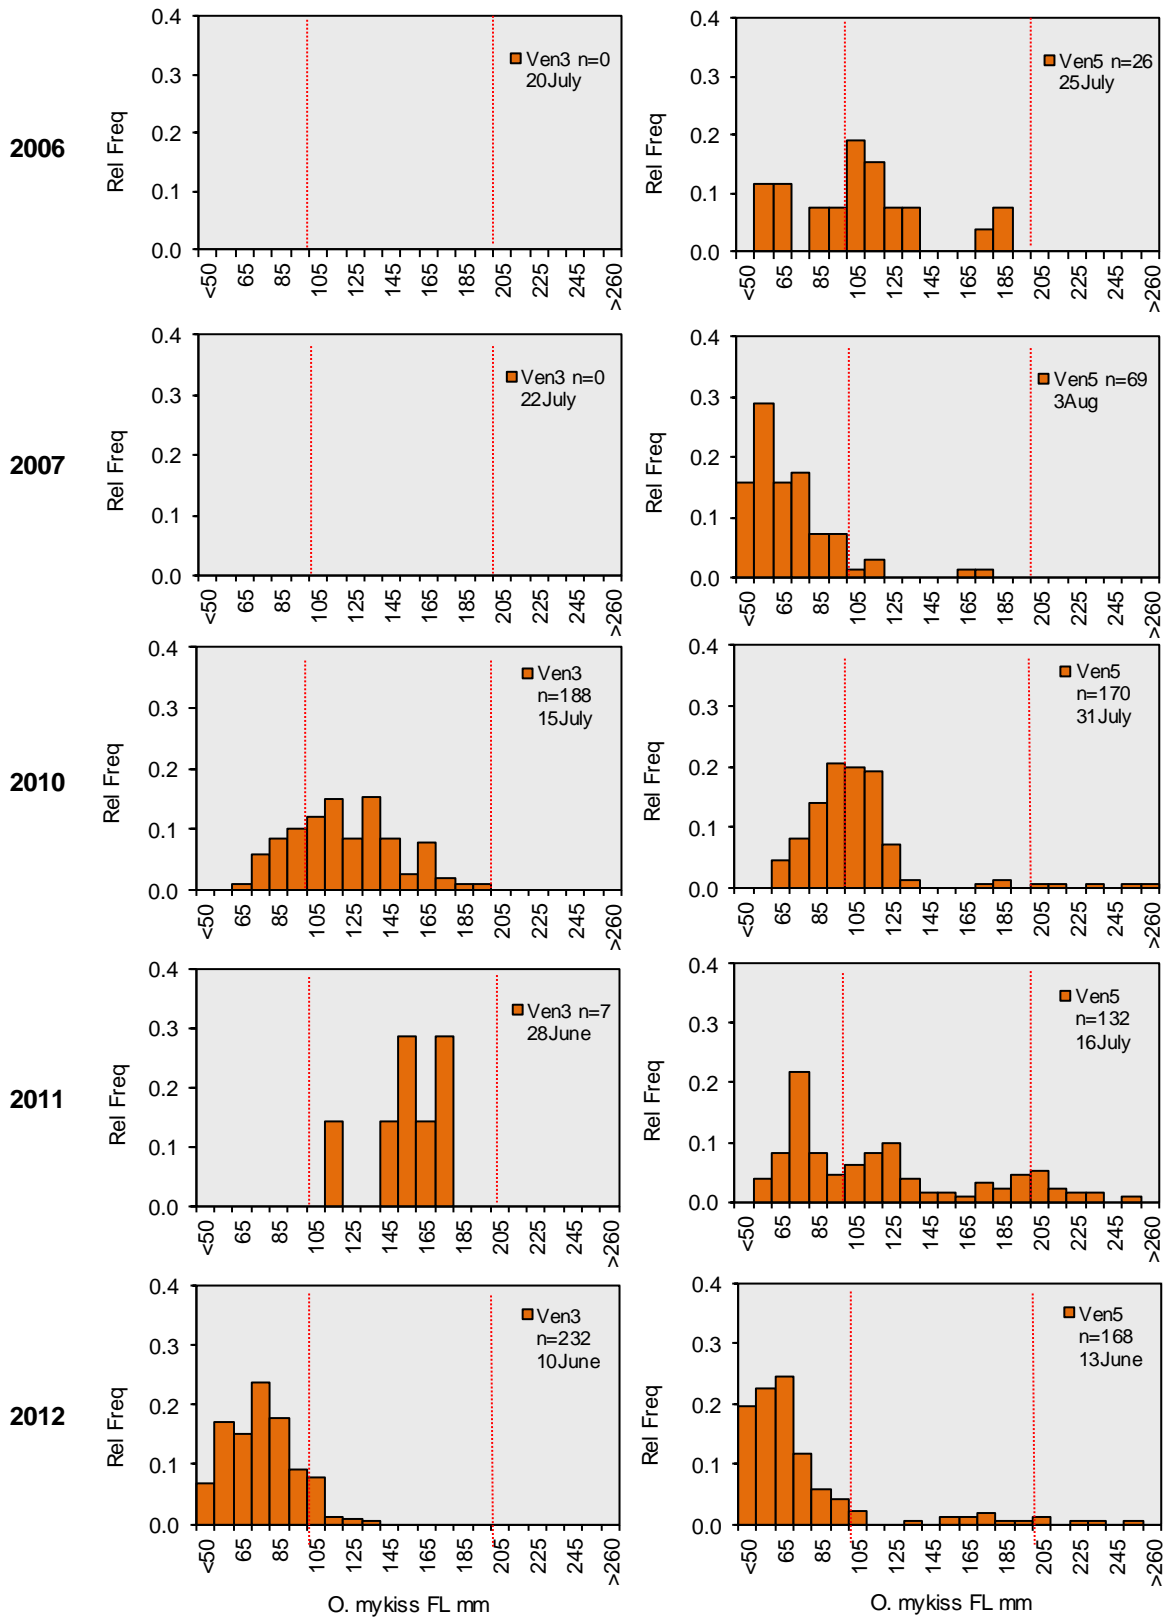 2006
Rel Freq
0.4
0.3
0.2
0.1
0.0
Ven3 n=0
20July
<50 65 85 105 125 145 165 185 205 225 245 >260
Rel Freq
0.4
0.3
0.2
0.1
0.0
Ven5 n=26
25July
<50 65 85 105 125 145 165 185 205 225 245 >260
2007
Rel Freq
0.4
0.3
0.2
0.1
0.0
Ven3 n=0
22July
<50 65 85 105 125 145 165 185 205 225 245 >260
Rel Freq
0.4
0.3
0.2
0.1
0.0
Ven5 n=69
3Aug
<50 65 85 105 125 145 165 185 205 225 245 >260
2010
Rel Freq
0.4
0.3
0.2
0.1
0.0
Ven3
n=188
15July
<50 65 85 105 125 145 165 185 205 225 245 >260
Rel Freq
0.4
0.3
0.2
0.1
0.0
Ven5
n=170
31July
<50 65 85 105 125 145 165 185 205 225 245 >260
2011
Rel Freq
0.4
0.3
0.2
0.1
0.0
Ven3 n=7
28June
<50 65 85 105 125 145 165 185 205 225 245 >260
Rel Freq
0.4
0.3
0.2
0.1
0.0
Ven5
n=132
16July
<50 65 85 105 125 145 165 185 205 225 245 >260
2012
Rel Freq
0.4
0.3
0.2
0.1
0.0
Ven3
n=232
10June
<50 65 85 105 125 145 165 185 205 225 245 >260
O. mykiss FL mm
Rel Freq
0.4
0.3
0.2
0.1
0.0
Ven5
n=168
13June
<50 65 85 105 125 145 165 185 205 225 245 >260
O. mykiss FL mm